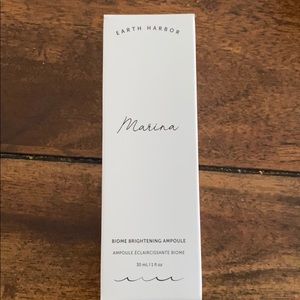 EARTH HARBOR
Marina
BIOME BRIGHTENING AMPOULE
AMPOULE ÉCLAIRCISSANTE BIOME
30 mL / 1 fl oz